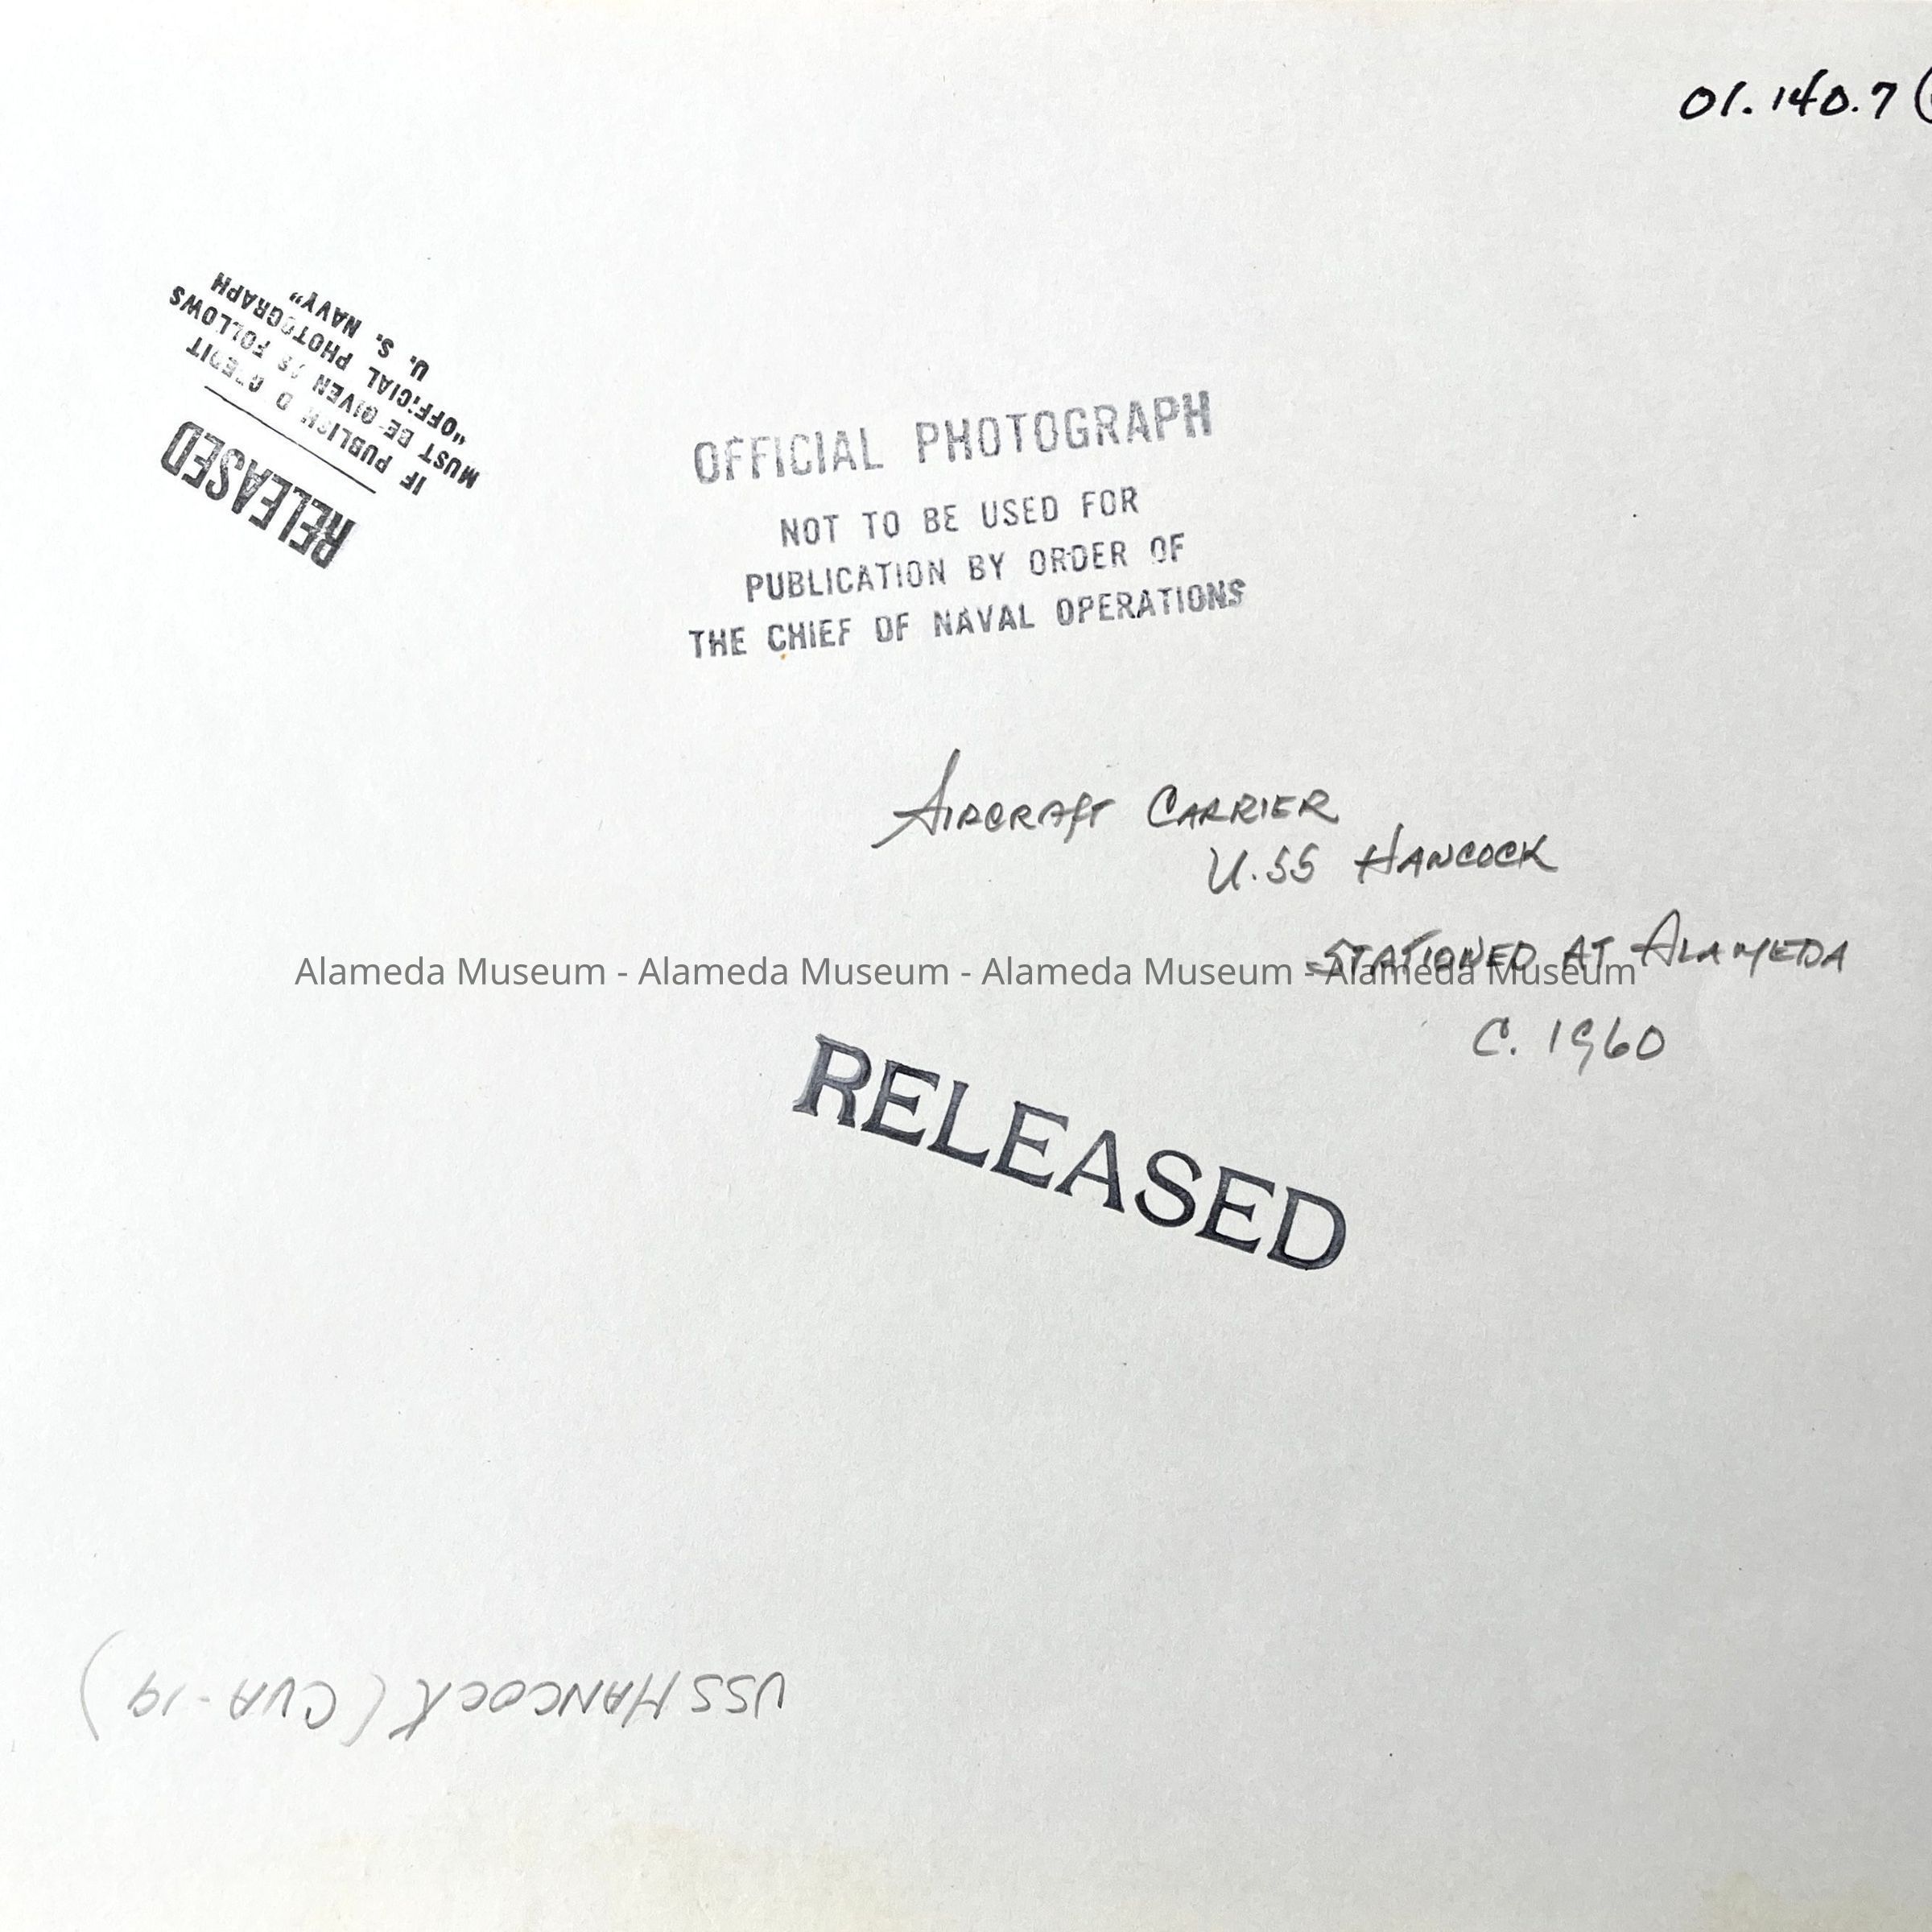 01.140.7
RELEASED
IF PUBLISHED CREDIT
MUST BE GIVEN AS FOLLOWS
"OFFICIAL PHOTOGRAPH
U. S. NAVY"
OFFICIAL PHOTOGRAPH
NOT TO BE USED FOR
PUBLICATION BY ORDER OF
THE CHIEF OF NAVAL OPERATIONS
AIRCRAFT CARRIER
U.SS HANCOCK
STATIONED AT ALAMEDA
C. 1960
Alameda Museum - Alameda Museum - Alameda Museum - Alameda Museum
RELEASED
USS HANCOCK (CVA-19)